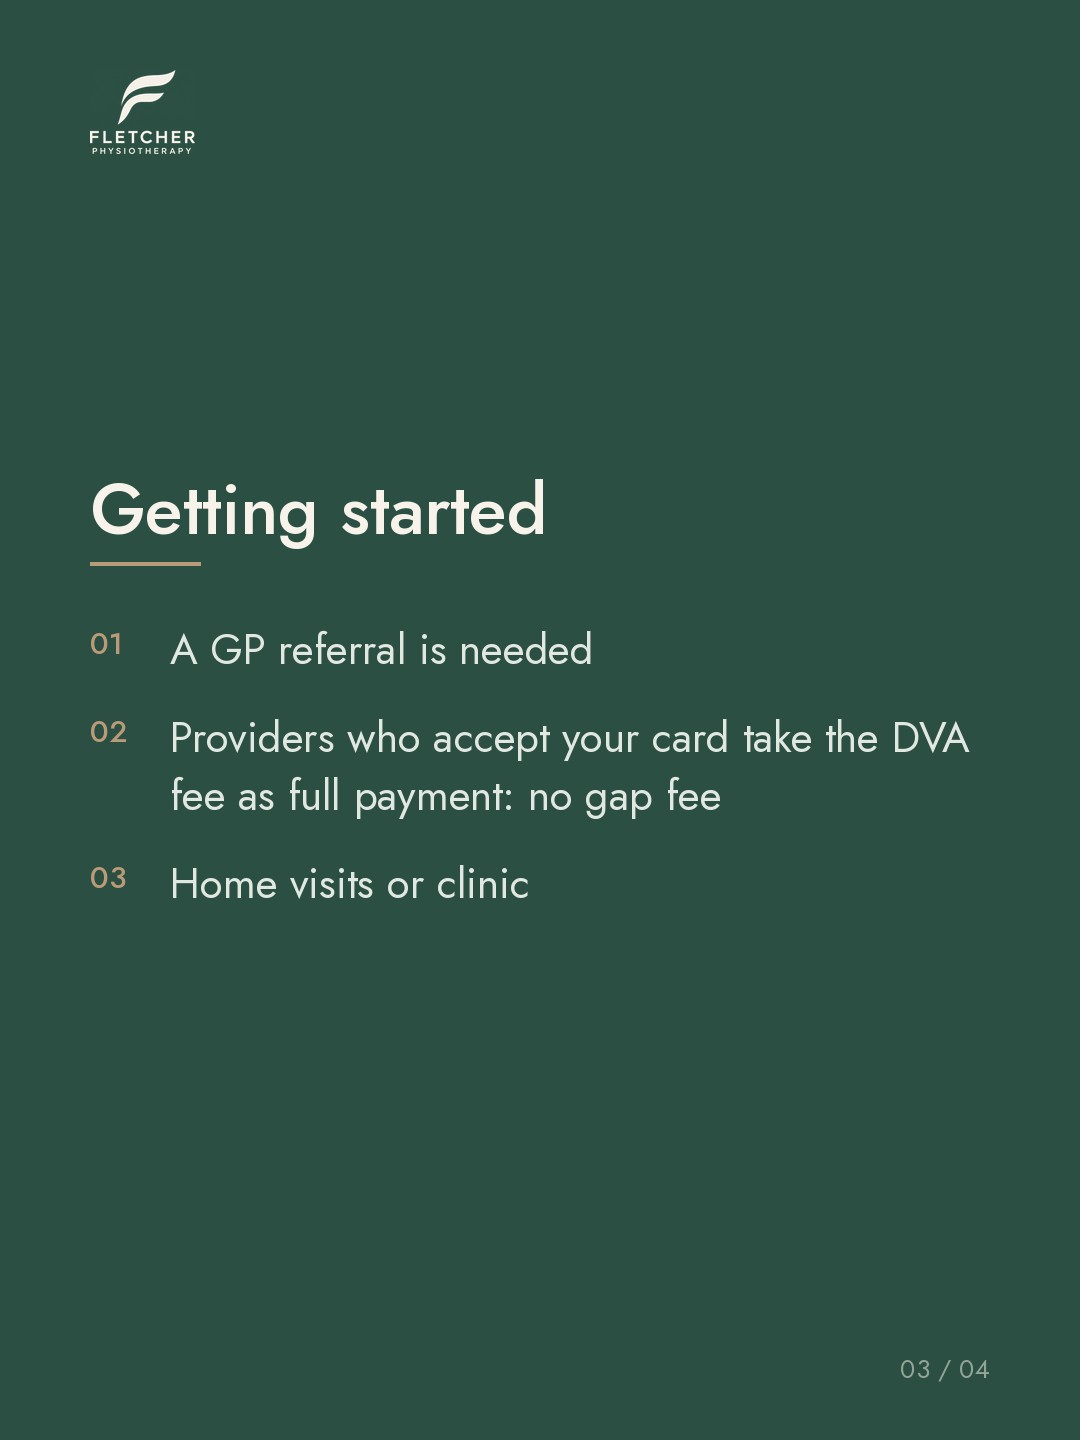 FLETCHER
PHYSIOTHERAPY
Getting started
01 A GP referral is needed
02 Providers who accept your card take the DVA
fee as full payment: no gap fee
03 Home visits or clinic
03 / 04